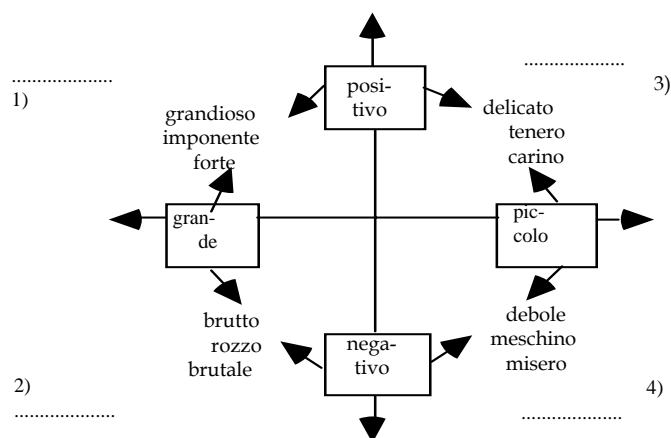 ....................
....................
1)
3)
posi-
tivo
grandioso
imponente
forte
delicato
tenero
carino
gran-
de
pic-
colo
brutto
rozzo
brutale
nega-
tivo
debole
meschino
misero
2)
4)
....................
....................